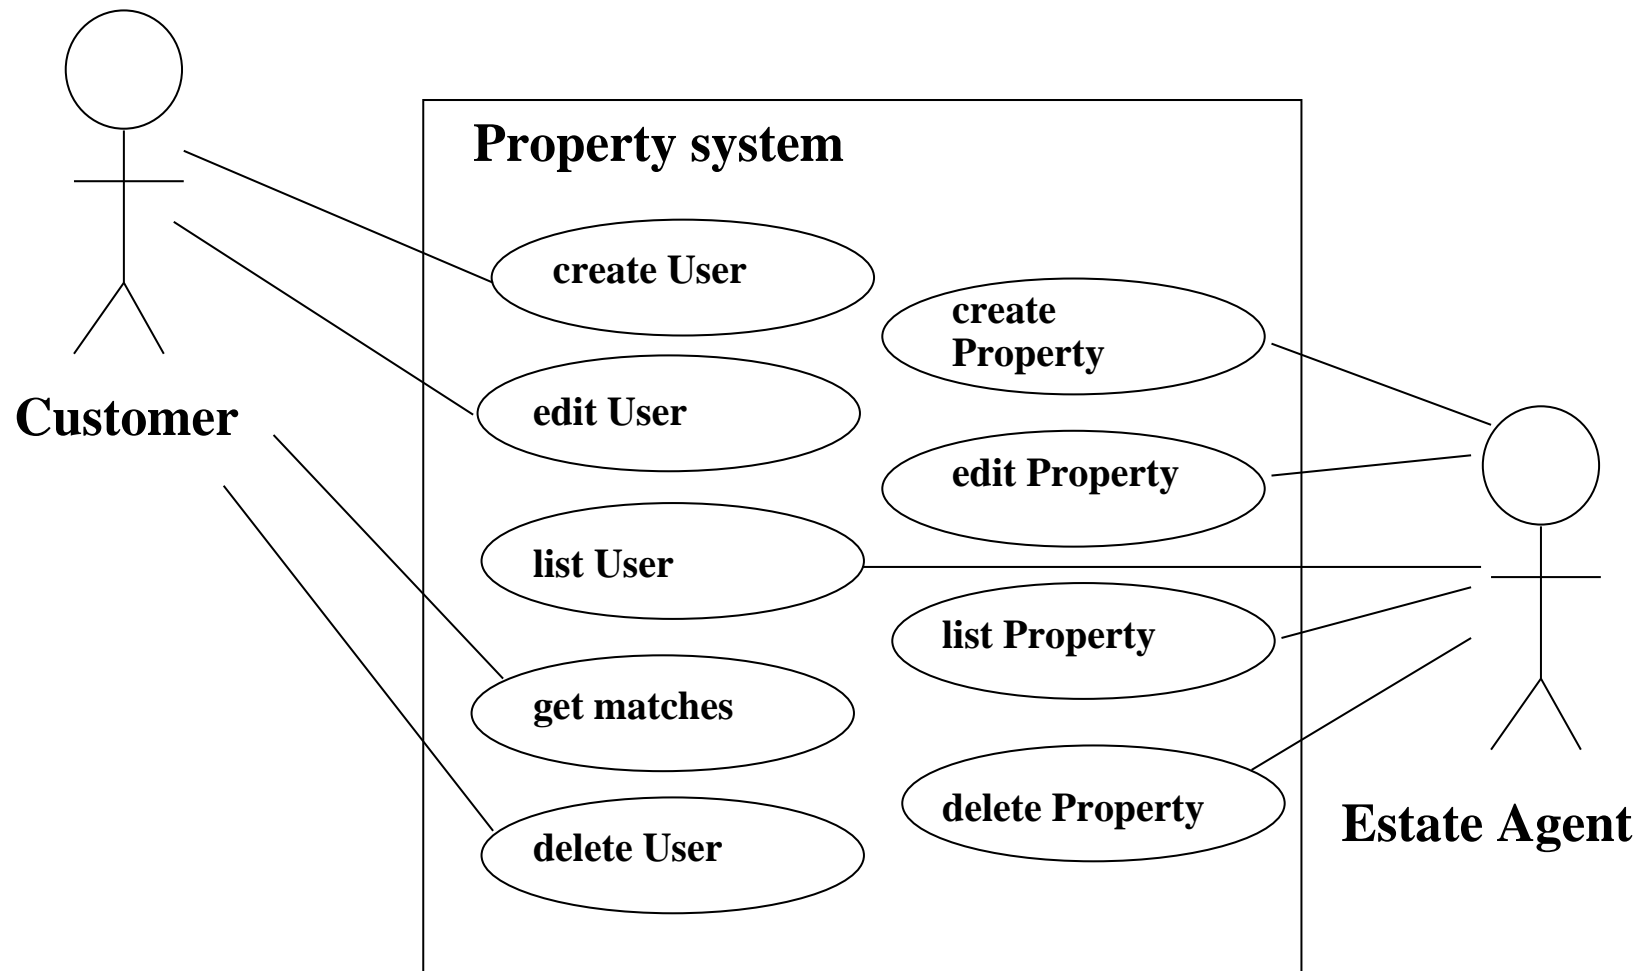 Property system
create User
create
Property
edit User
Customer
edit Property
list User
list Property
get matches
delete Property
Estate Agent
delete User